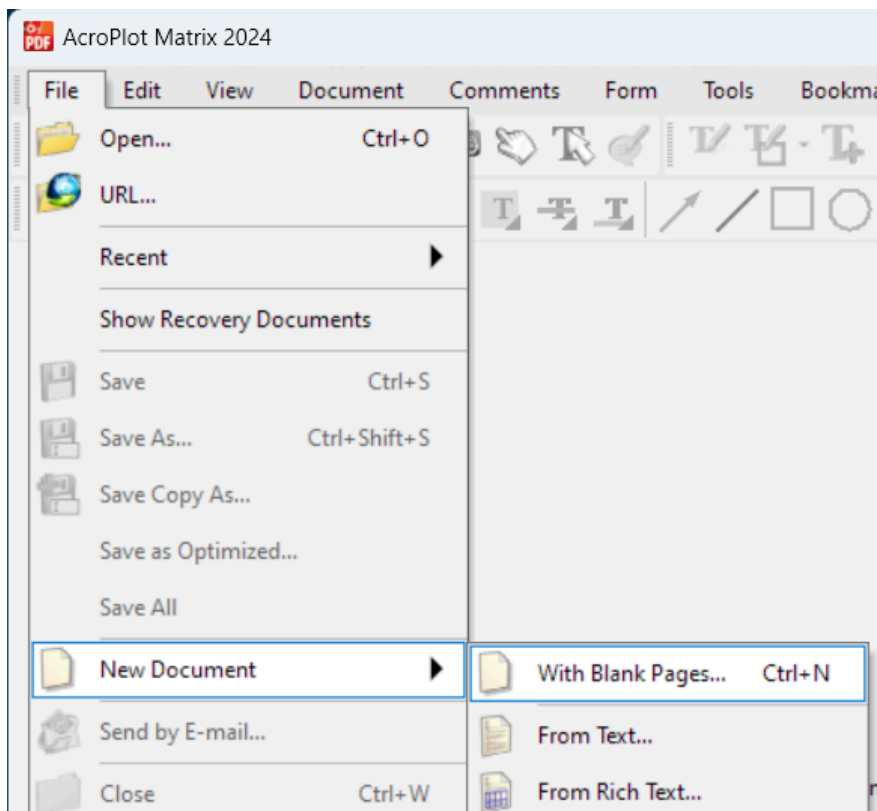 AcroPlot Matrix 2024
File Edit View Document Comments Form Tools
Open... Ctrl+O
URL...
Recent
Show Recovery Documents
Save Ctrl+S
Save As... Ctrl+Shift+S
Save Copy As...
Save as Optimized...
Save All
New Document
With Blank Pages... Ctrl+N
Send by E-mail...
From Text...
Close Ctrl+W
From Rich Text...